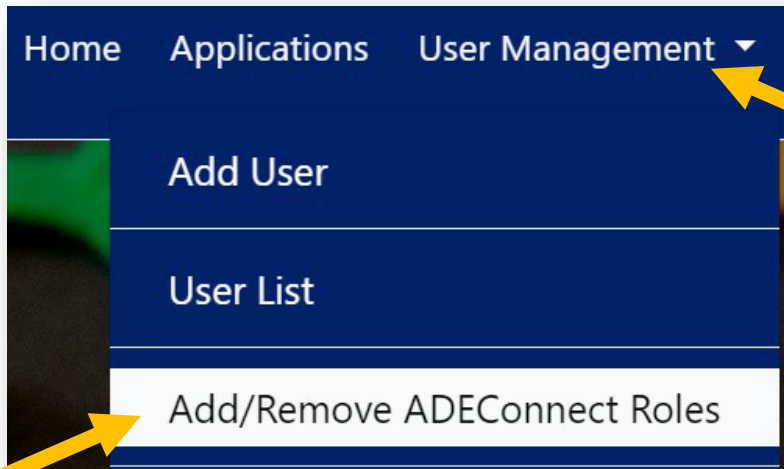 Home Applications User Management
Add User
User List
Add/Remove ADEConnect Roles